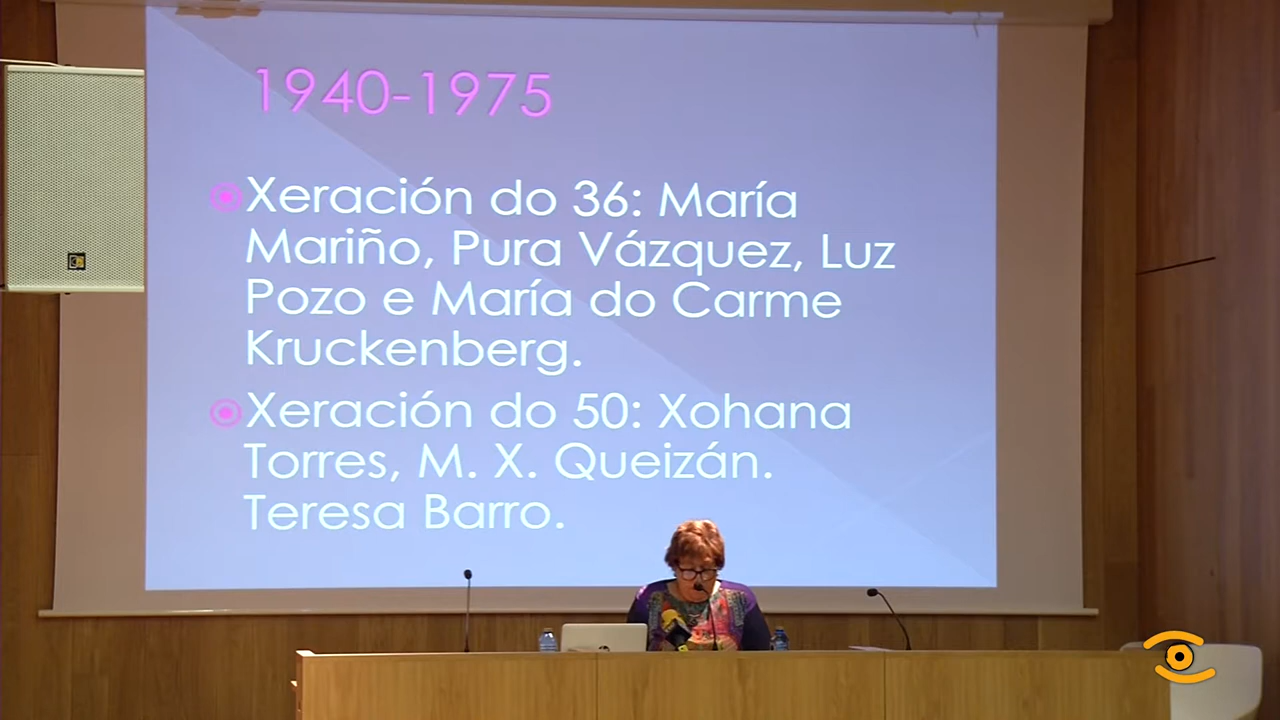 1940-1975
Xeración do 36: María
Mariño, Pura Vázquez, Luz
Pozo e María do Carme
Kruckenberg.
Xeración do 50: Xohana
Torres, M. X. Queizán.
Teresa Barro.